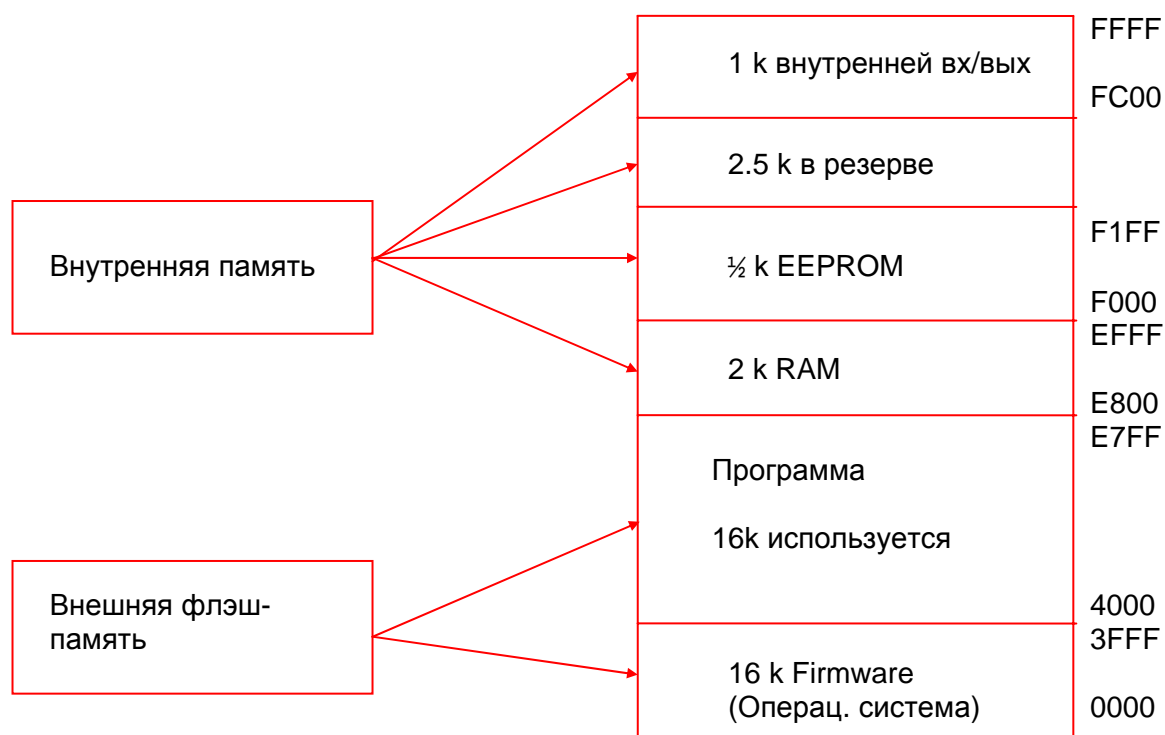 FFFF
1 k внутренней вх/вых
FC00
2.5 k в резерве
F1FF
Внутренняя память
½ k EEPROM
F000
EFFF
2 k RAM
E800
E7FF
Программа
16k используется
Внешняя флэш-
память
4000
3FFF
16 k Firmware
(Операц. система)
0000